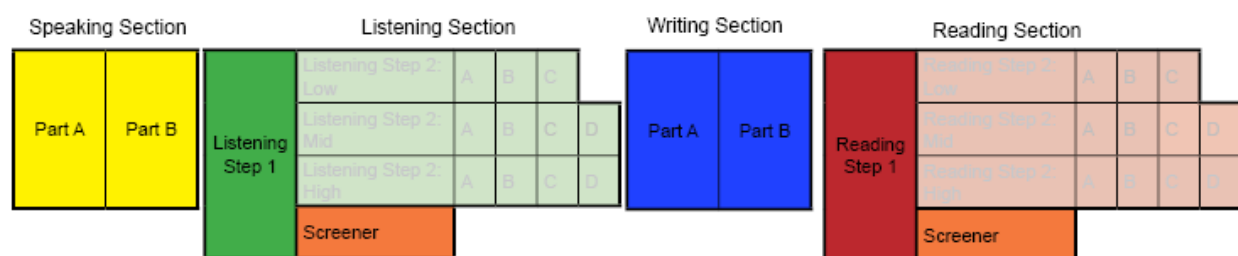 Speaking Section
Listening Section
Writing Section
Reading Section
Part A
Part B
Listening
Step 1
Listening Step 2:
Low
A
B
C
Listening Step 2:
Mid
A
B
C
D
Listening Step 2:
High
A
B
C
D
Screener
Part A
Part B
Reading
Step 1
Reading Step 2:
Low
A
B
C
Reading Step 2:
Mid
A
B
C
D
Reading Step 2:
High
A
B
C
D
Screener